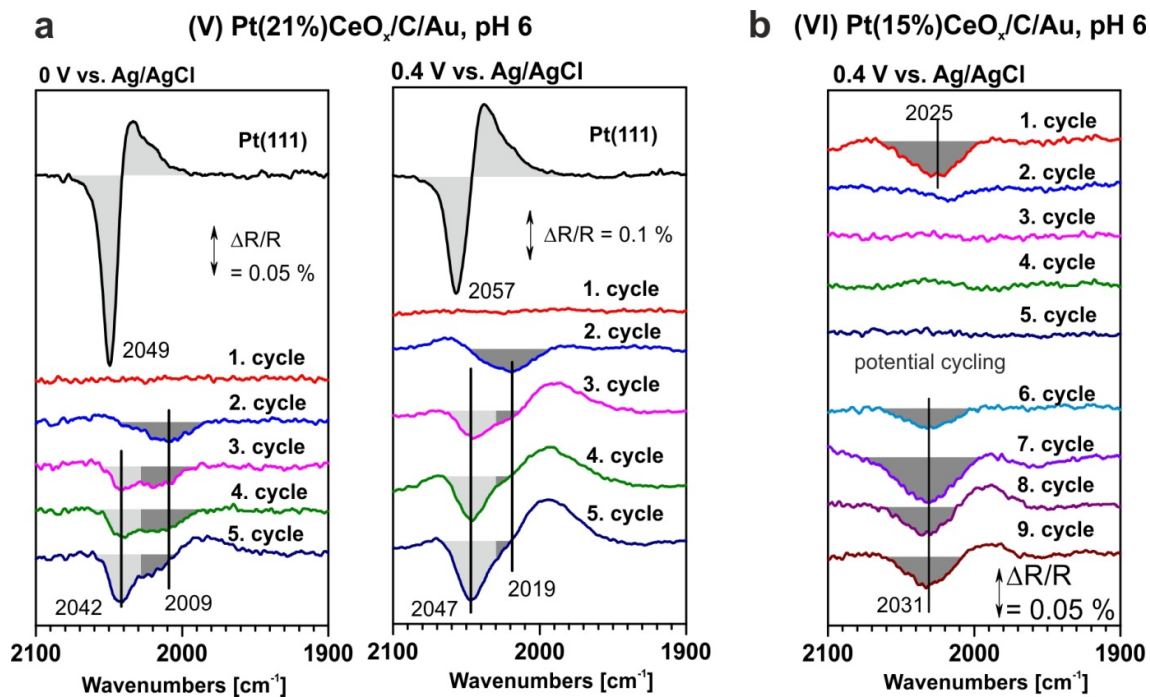 a
(V) Pt(21%)CeOₓ/C/Au, pH 6
0 V vs. Ag/AgCl
Pt(111)
ΔR/R
= 0.05 %
2049
1. cycle
2. cycle
3. cycle
4. cycle
5. cycle
2042
2009
2100
2000
1900
Wavenumbers [cm⁻¹]
0.4 V vs. Ag/AgCl
Pt(111)
ΔR/R = 0.1 %
2057
1. cycle
2. cycle
3. cycle
4. cycle
5. cycle
2047
2019
2100
2000
1900
Wavenumbers [cm⁻¹]
b
(VI) Pt(15%)CeOₓ/C/Au, pH 6
0.4 V vs. Ag/AgCl
2025
1. cycle
2. cycle
3. cycle
4. cycle
5. cycle
potential cycling
6. cycle
7. cycle
8. cycle
9. cycle
2031
ΔR/R
= 0.05 %
2100
2000
1900
Wavenumbers [cm⁻¹]